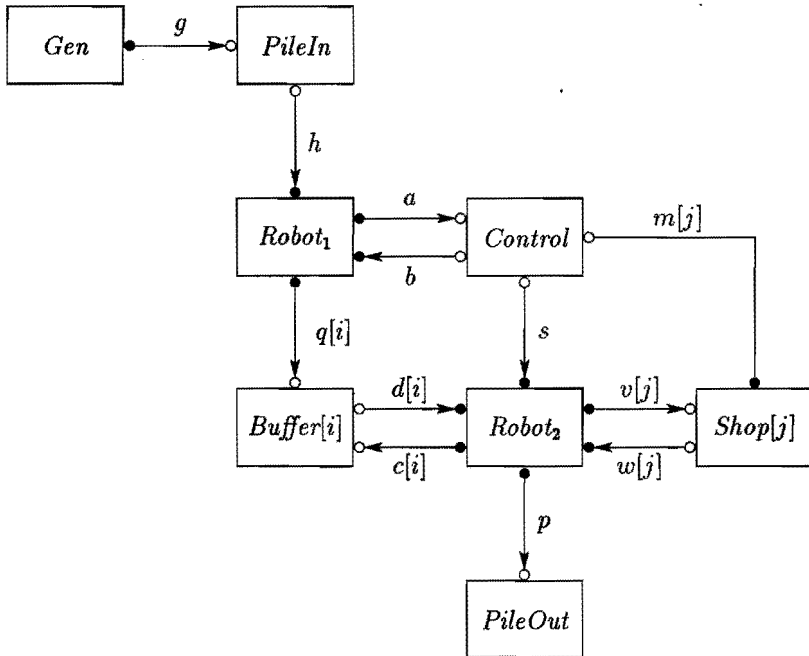 Gen
g
PileIn
h
Robot₁
a
Control
m[j]
b
q[i]
s
Buffer[i]
d[i]
Robot₂
v[j]
Shop[j]
c[i]
w[j]
p
PileOut